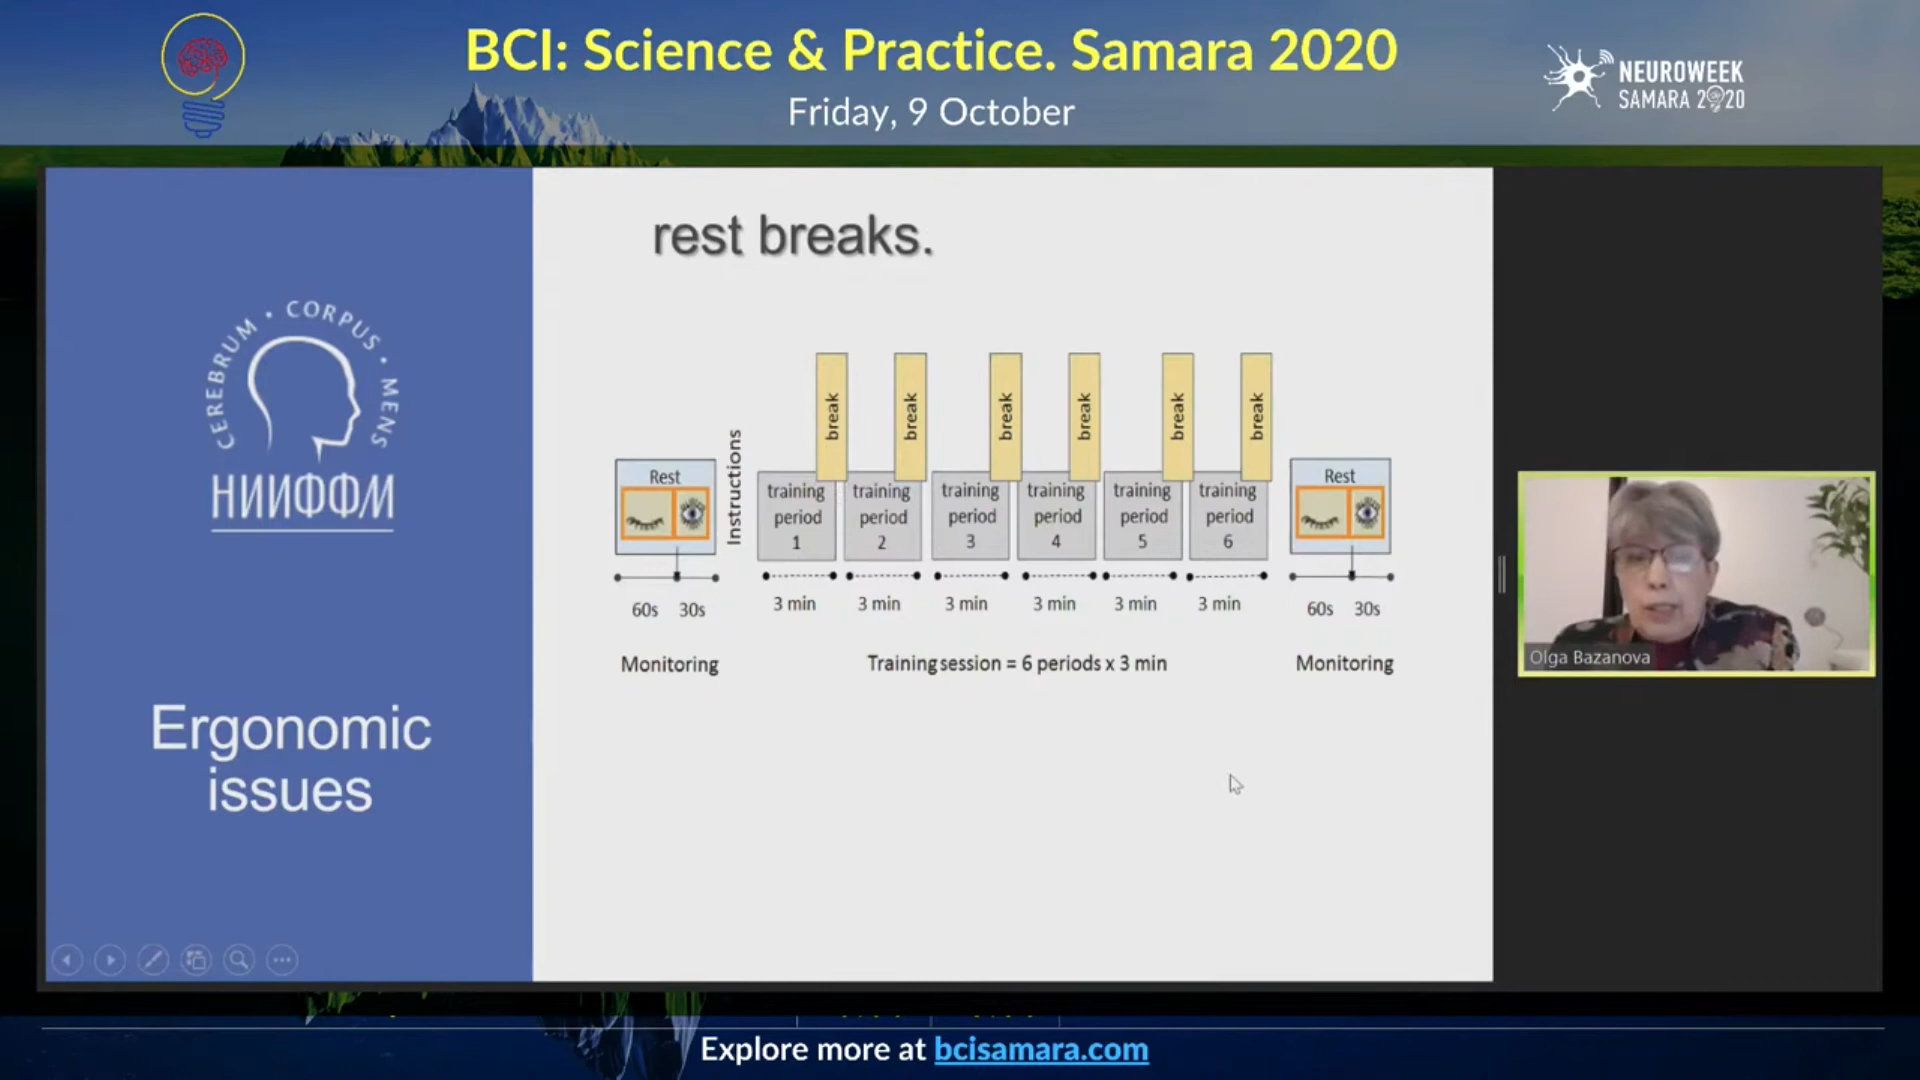 BCI: Science & Practice. Samara 2020
Friday, 9 October
NEUROWEEK
SAMARA 2020
CEREBRUM • CORPUS • MENS
НИИФФМ
Ergonomic
issues
rest breaks.
break
break
break
break
break
break
Rest
Instructions
training
period
1
training
period
2
training
period
3
training
period
4
training
period
5
training
period
6
Rest
60s 30s
3 min
3 min
3 min
3 min
3 min
3 min
60s 30s
Monitoring
Training session = 6 periods x 3 min
Monitoring
Olga Bazanova
Explore more at bcisamara.com